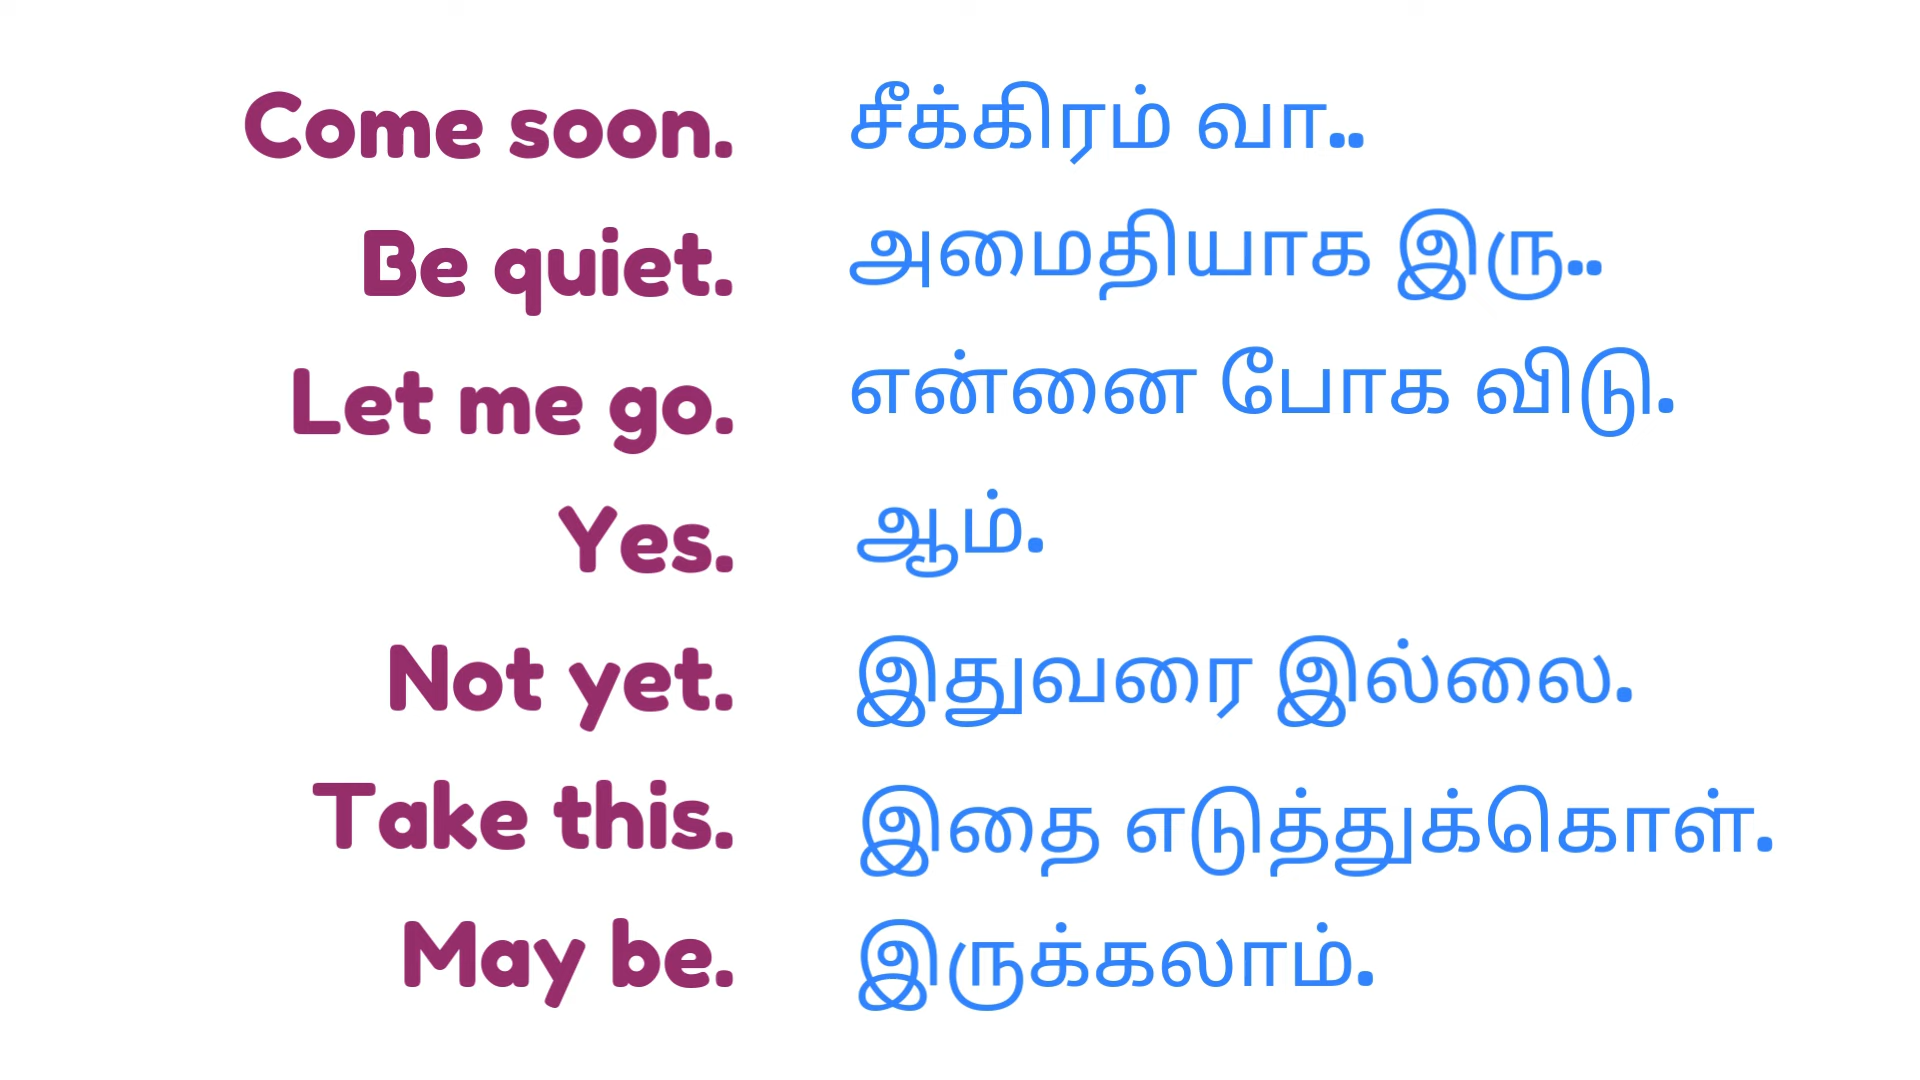 Come soon. சீக்கிரம் வா..
Be quiet. அமைதியாக இரு..
Let me go. என்னை போக விடு.
Yes. ஆம்.
Not yet. இதுவரை இல்லை.
Take this. இதை எடுத்துக்கொள்.
May be. இருக்கலாம்.